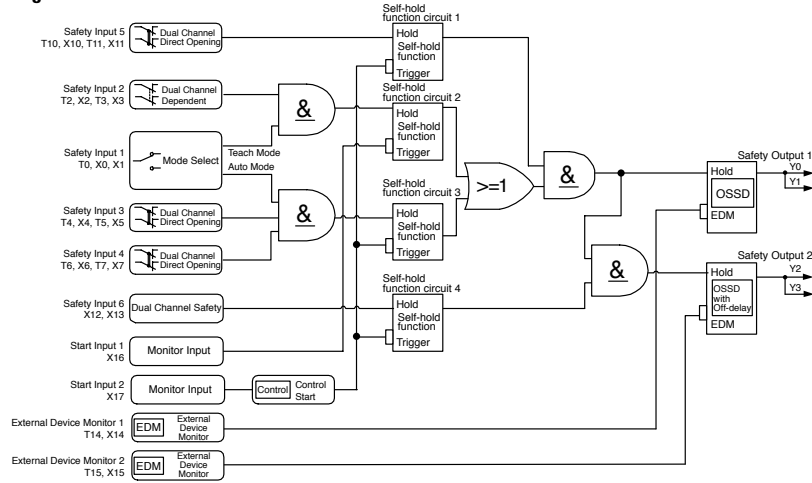 Safety Input 5
T10, X10, T11, X11
Dual Channel
Direct Opening
Safety Input 2
T2, X2, T3, X3
Dual Channel
Dependent
Safety Input 1
T0, X0, X1
Mode Select
Teach Mode
Auto Mode
Safety Input 3
T4, X4, T5, X5
Dual Channel
Direct Opening
Safety Input 4
T6, X6, T7, X7
Dual Channel
Direct Opening
Safety Input 6
X12, X13
Dual Channel Safety
Start Input 1
X16
Monitor Input
Start Input 2
X17
Monitor Input
Control
Control
Start
External Device Monitor 1
T14, X14
EDM
External
Device
Monitor
External Device Monitor 2
T15, X15
EDM
External
Device
Monitor
&
&
Self-hold
function circuit 1
Hold
Self-hold
function
Trigger
Self-hold
function circuit 2
Hold
Self-hold
function
Trigger
Self-hold
function circuit 3
Hold
Self-hold
function
Trigger
Self-hold
function circuit 4
Hold
Self-hold
function
Trigger
>=1
&
&
Safety Output 1
Hold
OSSD
EDM
Y0
Y1
Safety Output 2
Hold
OSSD
with
Off-delay
EDM
Y2
Y3